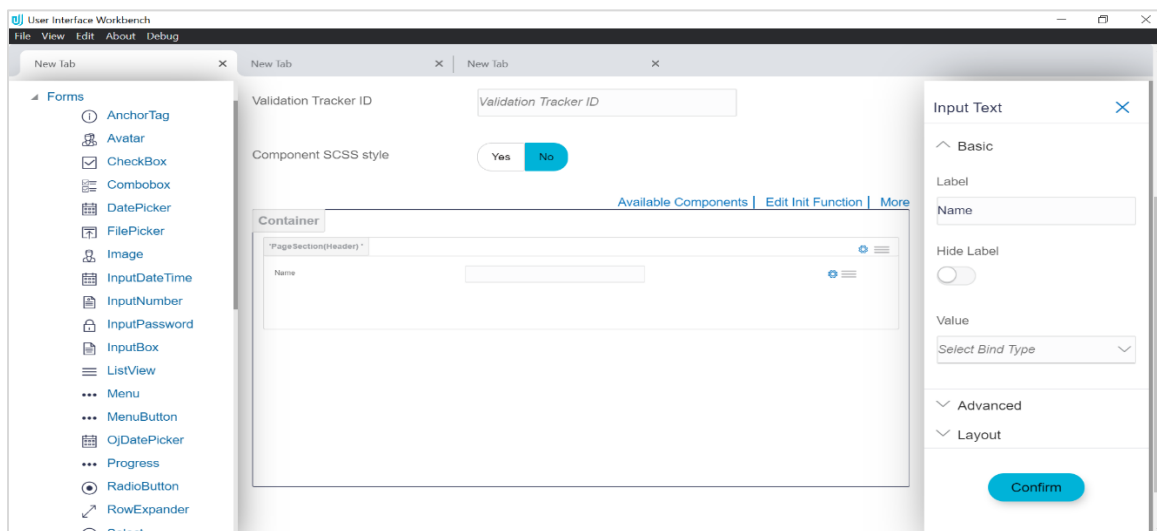 User Interface Workbench
File View Edit About Debug
New Tab
New Tab
New Tab
Forms
AnchorTag
Avatar
CheckBox
Combobox
DatePicker
FilePicker
Image
InputDateTime
InputNumber
InputPassword
InputBox
ListView
Menu
MenuButton
OjDatePicker
Progress
RadioButton
RowExpander
Validation Tracker ID
Validation Tracker ID
Component SCSS style
Yes No
Available Components | Edit Init Function | More
Container
'PageSection(Header) '
Name
Input Text
Basic
Label
Name
Hide Label
Value
Select Bind Type
Advanced
Layout
Confirm